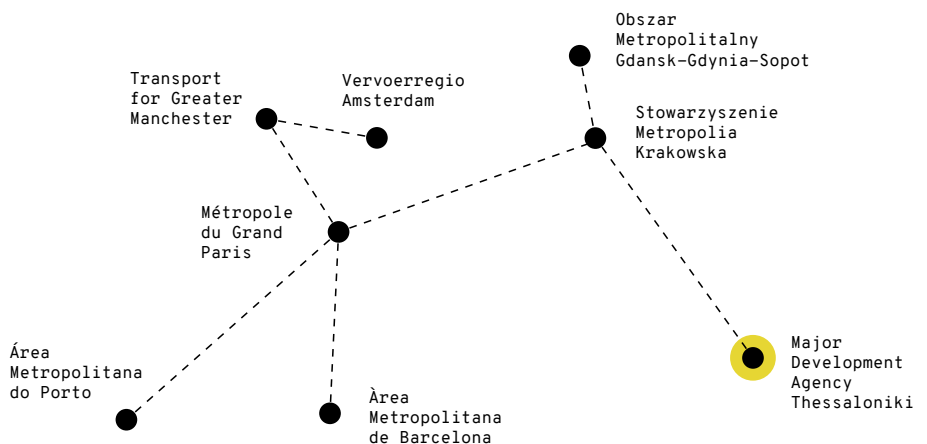 Obszar
Metropolitalny
Gdansk-Gdynia-Sopot
Transport
for Greater
Manchester
Vervoerregio
Amsterdam
Stowarzyszenie
Metropolia
Krakowska
Métropole
du Grand
Paris
Área
Metropolitana
do Porto
Àrea
Metropolitana
de Barcelona
Major
Development
Agency
Thessaloniki